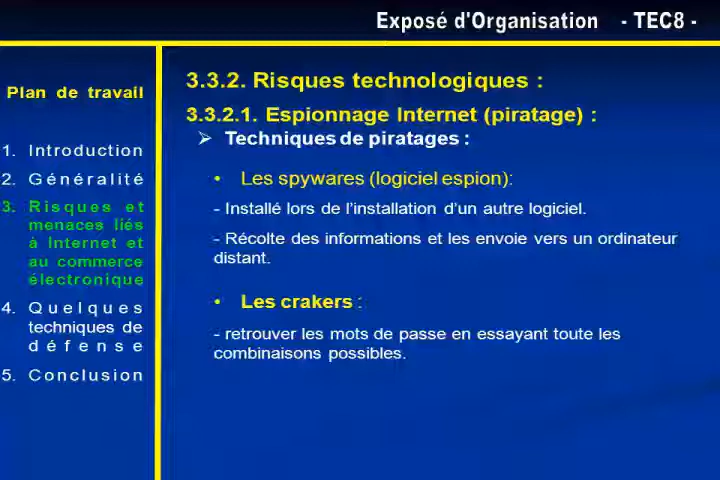 Exposé d'Organisation - TEC8 -
Plan de travail
1. Introduction
2. Généralité
3. Risques et
menaces liés
à Internet et
au commerce
électronique
4. Quelques
techniques de
défense
5. Conclusion
3.3.2. Risques technologiques :
3.3.2.1. Espionnage Internet (piratage) :
➢ Techniques de piratages :
• Les spywares (logiciel espion):
- Installé lors de l'installation d'un autre logiciel.
- Récolte des informations et les envoie vers un ordinateur
distant.
• Les crakers :
- retrouver les mots de passe en essayant toute les
combinaisons possibles.